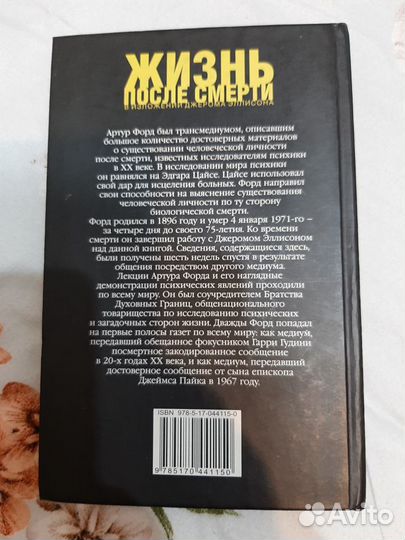 ЖИЗНЬ
ПОСЛЕ СМЕРТИ
В ИЗЛОЖЕНИИ ДЖЕРОМА ЭЛЛИСОНА
Артур Форд был трансмедиумом, описавшим
большое количество достоверных материалов
о существовании человеческой личности
после смерти, известных исследователям психики
в XX веке. В исследовании мира психики
он равнялся на Эдгара Цайсе. Цайсе использовал
свой дар для исцеления больных. Форд направил
свои способности на выяснение существования
человеческой личности по ту сторону
биологической смерти.
Форд родился в 1896 году и умер 4 января 1971-го –
за четыре дня до своего 75-летия. Ко времени
смерти он завершил работу с Джеромом Эллисоном
над данной книгой. Сведения, содержащиеся здесь,
были получены шесть недель спустя в результате
общения посредством другого медиума.
Лекции Артура Форда и его наглядные
демонстрации психических явлений проходили
по всему миру. Он был соучредителем Братства
Духовных Границ, общенационального
товарищества по исследованию психических
и загадочных сторон жизни. Дважды Форд попадал
на первые полосы газет по всему миру: как медиум,
передавший обещанное фокусником Гарри Гудини
посмертное закодированное сообщение
в 20-х годах XX века, и как медиум, передавший
достоверное сообщение от сына епископа
Джеймса Пайка в 1967 году.
ISBN 978-5-17-044115-0
9 785170 441150
Avito